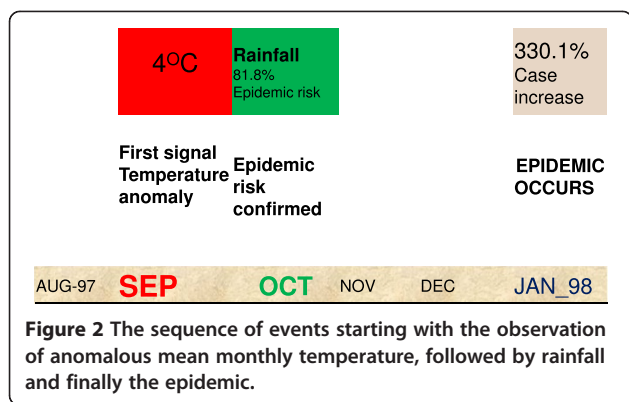 4OC
Rainfall
81.8%
Epidemic risk
330.1%
Case
increase
First signal
Temperature
anomaly
Epidemic
risk
confirmed
EPIDEMIC
OCCURS
AUG-97 SEP OCT NOV DEC JAN_98
Figure 2 The sequence of events starting with the observation
of anomalous mean monthly temperature, followed by rainfall
and finally the epidemic.